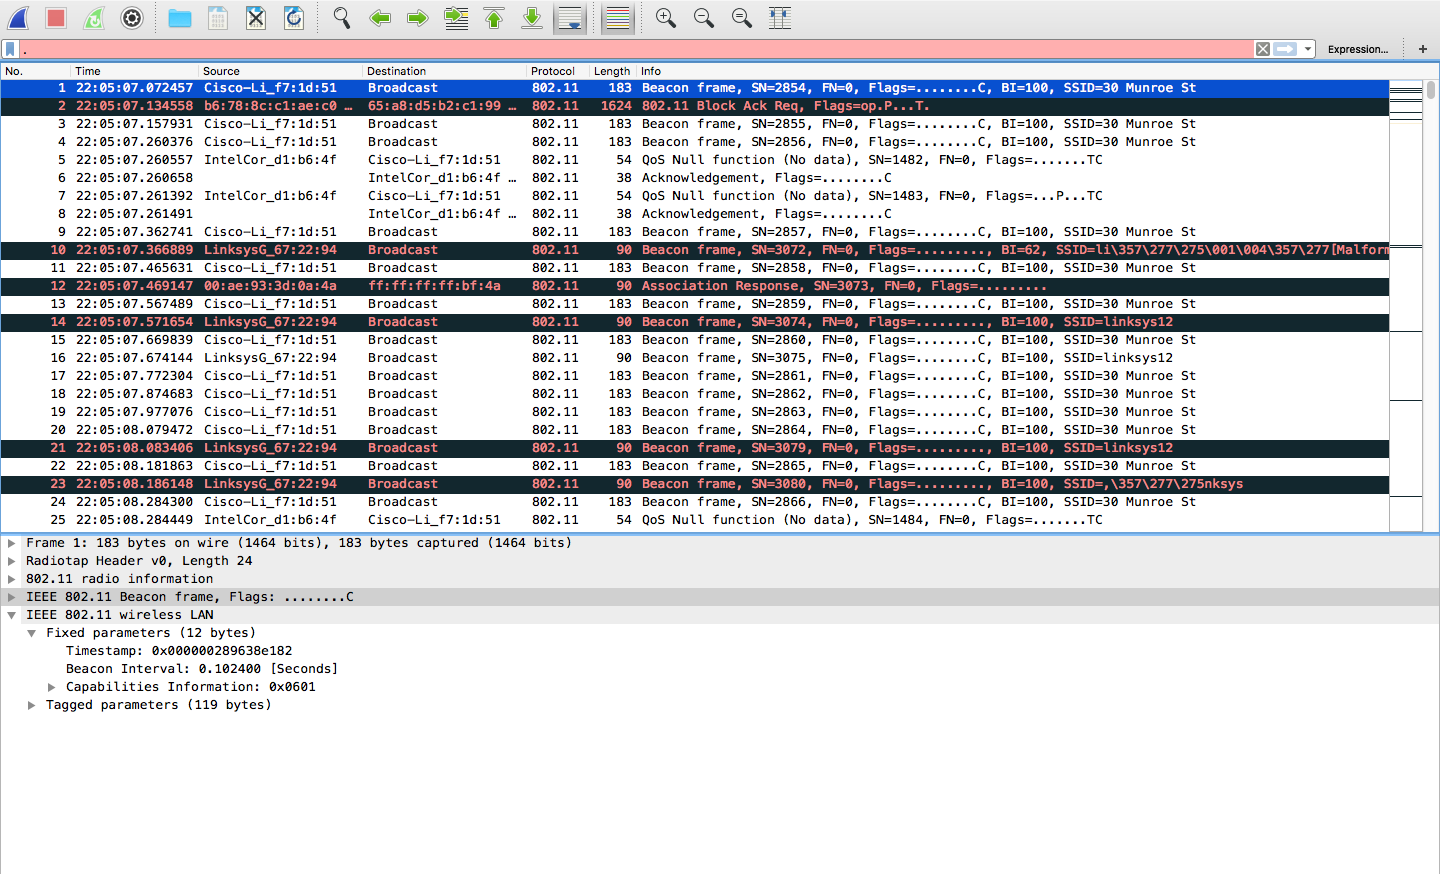 .
Expression... +
No. Time Source Destination Protocol Length Info
1 22:05:07.072457 Cisco-Li_f7:1d:51 Broadcast 802.11 183 Beacon frame, SN=2854, FN=0, Flags=........C, BI=100, SSID=30 Munroe St
2 22:05:07.134558 b6:78:8c:c1:ae:c0 … 65:a8:d5:b2:c1:99 … 802.11 1624 802.11 Block Ack Req, Flags=op.P...T.
3 22:05:07.157931 Cisco-Li_f7:1d:51 Broadcast 802.11 183 Beacon frame, SN=2855, FN=0, Flags=........C, BI=100, SSID=30 Munroe St
4 22:05:07.260376 Cisco-Li_f7:1d:51 Broadcast 802.11 183 Beacon frame, SN=2856, FN=0, Flags=........C, BI=100, SSID=30 Munroe St
5 22:05:07.260557 IntelCor_d1:b6:4f Cisco-Li_f7:1d:51 802.11 54 QoS Null function (No data), SN=1482, FN=0, Flags=.......TC
6 22:05:07.260658 IntelCor_d1:b6:4f … 802.11 38 Acknowledgement, Flags=........C
7 22:05:07.261392 IntelCor_d1:b6:4f Cisco-Li_f7:1d:51 802.11 54 QoS Null function (No data), SN=1483, FN=0, Flags=...P...TC
8 22:05:07.261491 IntelCor_d1:b6:4f … 802.11 38 Acknowledgement, Flags=........C
9 22:05:07.362741 Cisco-Li_f7:1d:51 Broadcast 802.11 183 Beacon frame, SN=2857, FN=0, Flags=........C, BI=100, SSID=30 Munroe St
10 22:05:07.366889 LinksysG_67:22:94 Broadcast 802.11 90 Beacon frame, SN=3072, FN=0, Flags=........., BI=62, SSID=li\357\277\275\001\004\357\277[Malform
11 22:05:07.465631 Cisco-Li_f7:1d:51 Broadcast 802.11 183 Beacon frame, SN=2858, FN=0, Flags=........C, BI=100, SSID=30 Munroe St
12 22:05:07.469147 00:ae:93:3d:0a:4a ff:ff:ff:ff:bf:4a 802.11 90 Association Response, SN=3073, FN=0, Flags=.........
13 22:05:07.567489 Cisco-Li_f7:1d:51 Broadcast 802.11 183 Beacon frame, SN=2859, FN=0, Flags=........C, BI=100, SSID=30 Munroe St
14 22:05:07.571654 LinksysG_67:22:94 Broadcast 802.11 90 Beacon frame, SN=3074, FN=0, Flags=........., BI=100, SSID=linksys12
15 22:05:07.669839 Cisco-Li_f7:1d:51 Broadcast 802.11 183 Beacon frame, SN=2860, FN=0, Flags=........C, BI=100, SSID=30 Munroe St
16 22:05:07.674144 LinksysG_67:22:94 Broadcast 802.11 90 Beacon frame, SN=3075, FN=0, Flags=........., BI=100, SSID=linksys12
17 22:05:07.772304 Cisco-Li_f7:1d:51 Broadcast 802.11 183 Beacon frame, SN=2861, FN=0, Flags=........C, BI=100, SSID=30 Munroe St
18 22:05:07.874683 Cisco-Li_f7:1d:51 Broadcast 802.11 183 Beacon frame, SN=2862, FN=0, Flags=........C, BI=100, SSID=30 Munroe St
19 22:05:07.977076 Cisco-Li_f7:1d:51 Broadcast 802.11 183 Beacon frame, SN=2863, FN=0, Flags=........C, BI=100, SSID=30 Munroe St
20 22:05:08.079472 Cisco-Li_f7:1d:51 Broadcast 802.11 183 Beacon frame, SN=2864, FN=0, Flags=........C, BI=100, SSID=30 Munroe St
21 22:05:08.083406 LinksysG_67:22:94 Broadcast 802.11 90 Beacon frame, SN=3079, FN=0, Flags=........., BI=100, SSID=linksys12
22 22:05:08.181863 Cisco-Li_f7:1d:51 Broadcast 802.11 183 Beacon frame, SN=2865, FN=0, Flags=........C, BI=100, SSID=30 Munroe St
23 22:05:08.186148 LinksysG_67:22:94 Broadcast 802.11 90 Beacon frame, SN=3080, FN=0, Flags=........., BI=100, SSID=,\357\277\275nksys
24 22:05:08.284300 Cisco-Li_f7:1d:51 Broadcast 802.11 183 Beacon frame, SN=2866, FN=0, Flags=........C, BI=100, SSID=30 Munroe St
25 22:05:08.284449 IntelCor_d1:b6:4f Cisco-Li_f7:1d:51 802.11 54 QoS Null function (No data), SN=1484, FN=0, Flags=.......TC
Frame 1: 183 bytes on wire (1464 bits), 183 bytes captured (1464 bits)
Radiotap Header v0, Length 24
802.11 radio information
IEEE 802.11 Beacon frame, Flags: ........C
IEEE 802.11 wireless LAN
Fixed parameters (12 bytes)
Timestamp: 0x000000289638e182
Beacon Interval: 0.102400 [Seconds]
Capabilities Information: 0x0601
Tagged parameters (119 bytes)